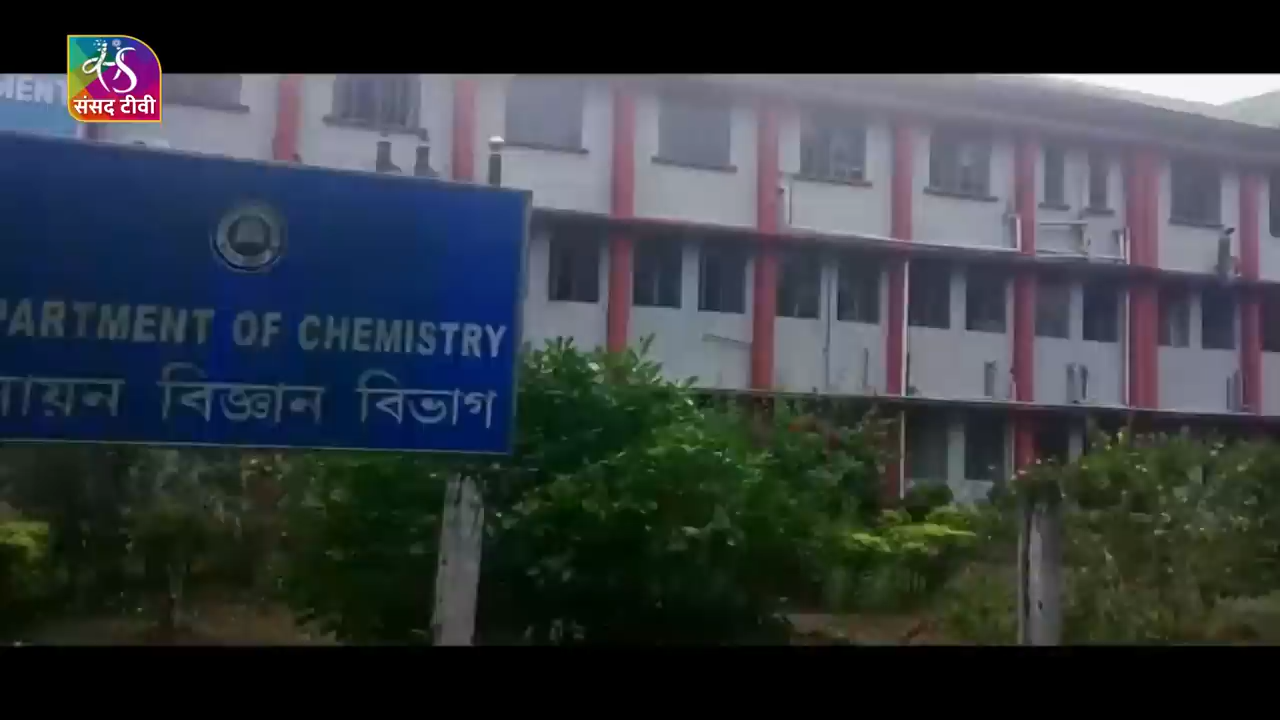 संसद टीवी
MENT
PARTMENT OF CHEMISTRY
ায়ন বিজ্ঞান বিভাগ